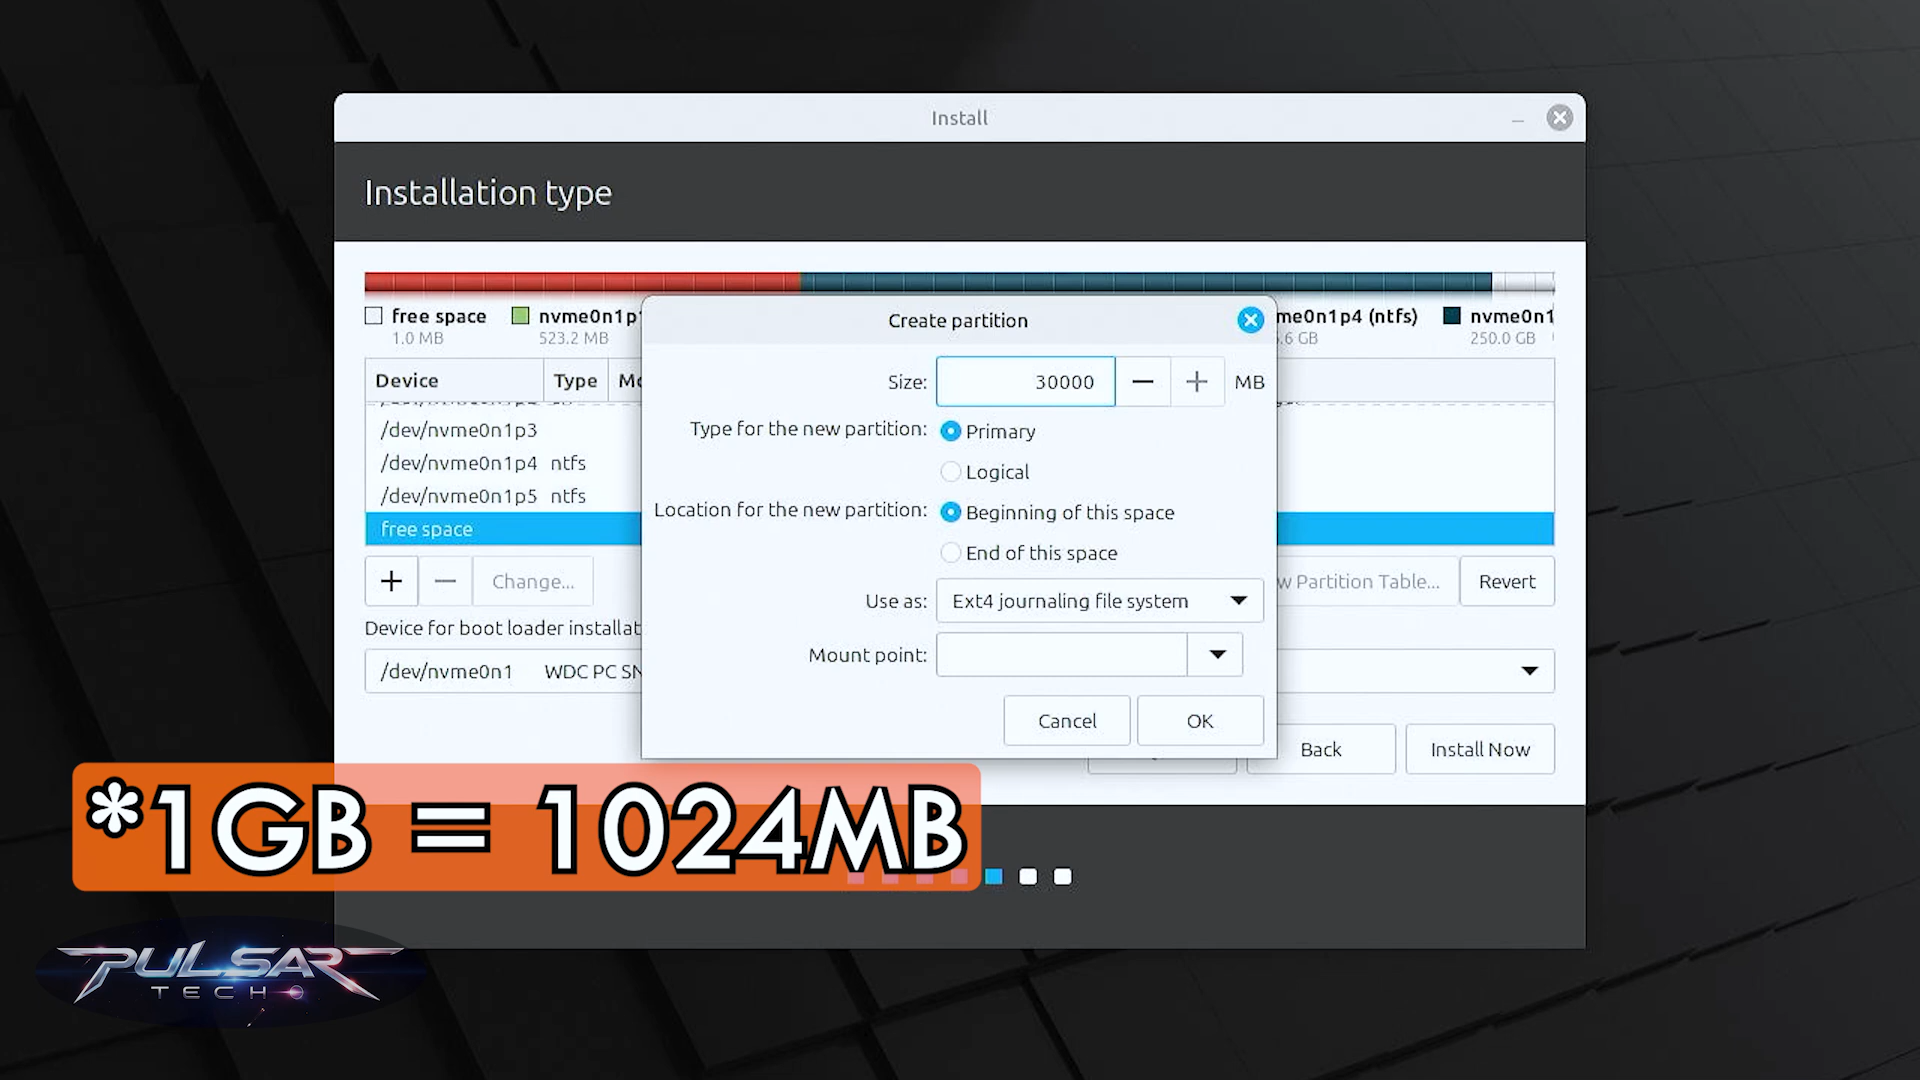 Install
Installation type
free space
1.0 MB
nvme0n1p
523.2 MB
Create partition
me0n1p4 (ntfs)
.6 GB
nvme0n1
250.0 GB
Device Type
Size: 30000 MB
/dev/nvme0n1p3
/dev/nvme0n1p4 ntfs
/dev/nvme0n1p5 ntfs
free space
Type for the new partition: Primary
Logical
Location for the new partition: Beginning of this space
End of this space
Change...
w Partition Table...
Revert
Use as: Ext4 journaling file system
Device for boot loader installat
Mount point:
/dev/nvme0n1 WDC PC SN
Cancel
OK
Back
Install Now
*1GB = 1024MB
PULSAR
TECH